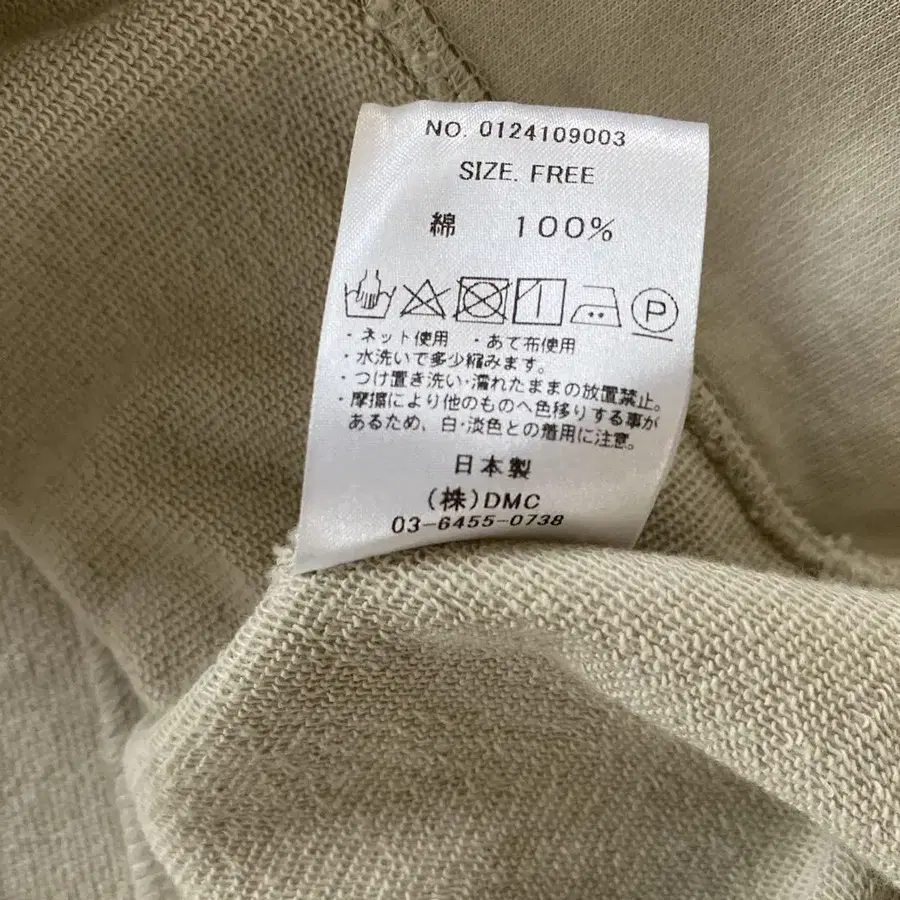 NO. 0124109003
SIZE. FREE
綿 100%
P
・ネット使用 ・あて布使用
・水洗いで多少縮みます。
・つけ置き洗い・濡れたままの放置禁止。
・摩擦により他のものへ色移りする事が
あるため、白・淡色との着用に注意。
日本製
(株)DMC
03-6455-0738